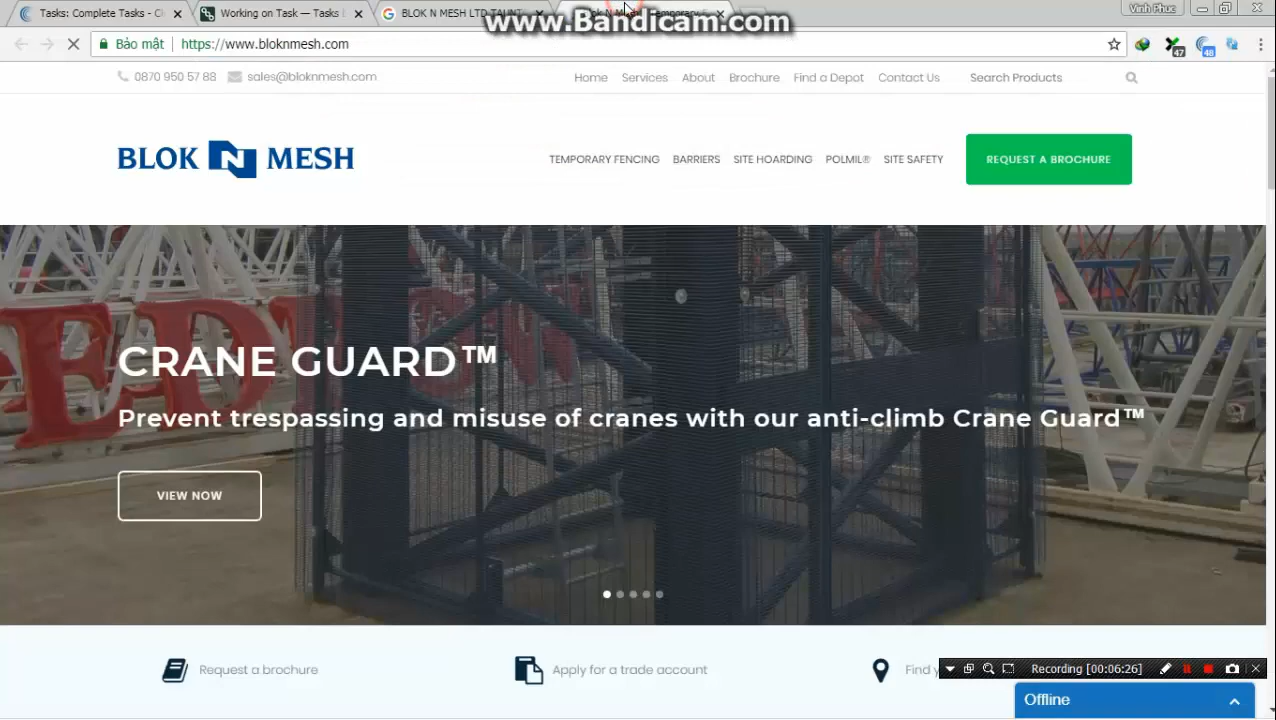 Tasks: Complete Tasks - Cl
Working on Task — Tasks
BLOK N MESH LTD TAUNT
Vinh Phuc
www.Bandicam.com
Bảo mật
https://www.bloknmesh.com
47
48
0870 950 57 88
sales@bloknmesh.com
Home
Services
About
Brochure
Find a Depot
Contact Us
Search Products
BLOK N MESH
TEMPORARY FENCING
BARRIERS
SITE HOARDING
POLMIL®
SITE SAFETY
REQUEST A BROCHURE
CRANE GUARD™
Prevent trespassing and misuse of cranes with our anti-climb Crane Guard™
VIEW NOW
Request a brochure
Apply for a trade account
Find
Recording [00:06:26]
Offline